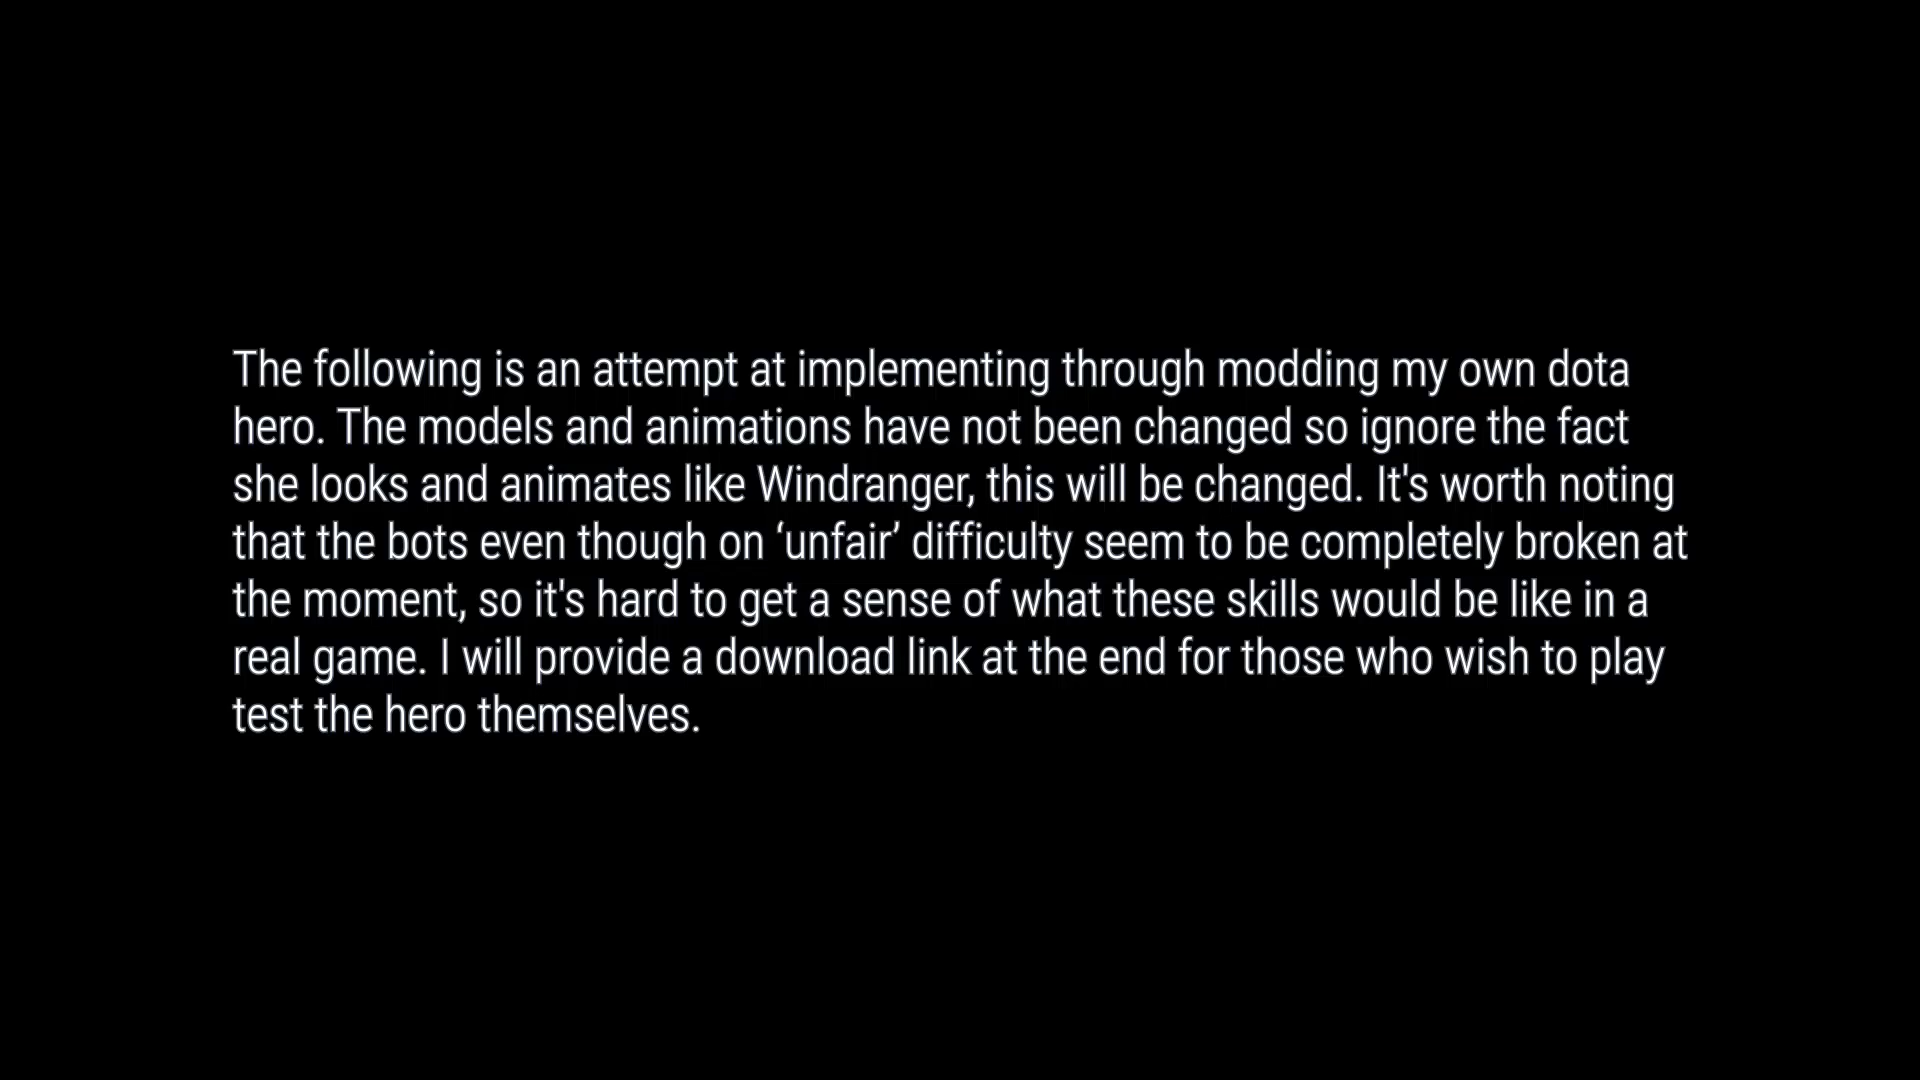 The following is an attempt at implementing through modding my own dota
hero. The models and animations have not been changed so ignore the fact
she looks and animates like Windranger, this will be changed. It's worth noting
that the bots even though on ‘unfair’ difficulty seem to be completely broken at
the moment, so it's hard to get a sense of what these skills would be like in a
real game. I will provide a download link at the end for those who wish to play
test the hero themselves.